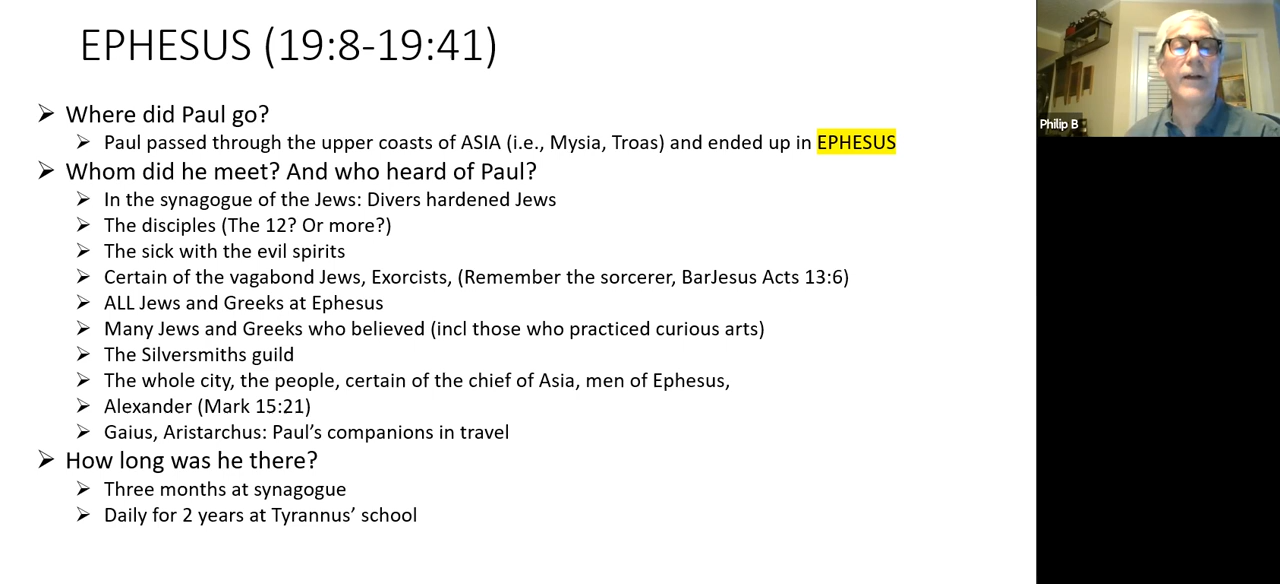 EPHESUS (19:8-19:41)
Where did Paul go?
Paul passed through the upper coasts of ASIA (i.e., Mysia, Troas) and ended up in EPHESUS
Whom did he meet? And who heard of Paul?
In the synagogue of the Jews: Divers hardened Jews
The disciples (The 12? Or more?)
The sick with the evil spirits
Certain of the vagabond Jews, Exorcists, (Remember the sorcerer, BarJesus Acts 13:6)
ALL Jews and Greeks at Ephesus
Many Jews and Greeks who believed (incl those who practiced curious arts)
The Silversmiths guild
The whole city, the people, certain of the chief of Asia, men of Ephesus,
Alexander (Mark 15:21)
Gaius, Aristarchus: Paul’s companions in travel
How long was he there?
Three months at synagogue
Daily for 2 years at Tyrannus’ school
Philip B